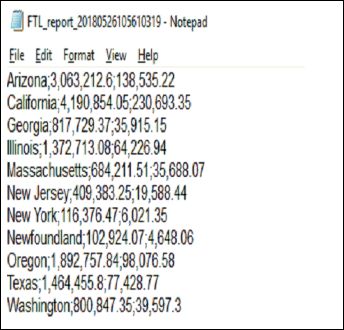 FTL_report_20180526105610319 - Notepad
File Edit Format View Help
Arizona;3,063,212.6;138,535.22
California;4,190,854.05;230,693.35
Georgia;817,729.37;35,915.15
Illinois;1,372,713.08;64,226.94
Massachusetts;684,211.51;35,688.07
New Jersey;409,383.25;19,588.44
New York;116,376.47;6,021.35
Newfoundland;102,924.07;4,648.06
Oregon;1,892,757.84;98,076.58
Texas;1,464,455.8;77,428.77
Washington;800,847.35;39,597.3